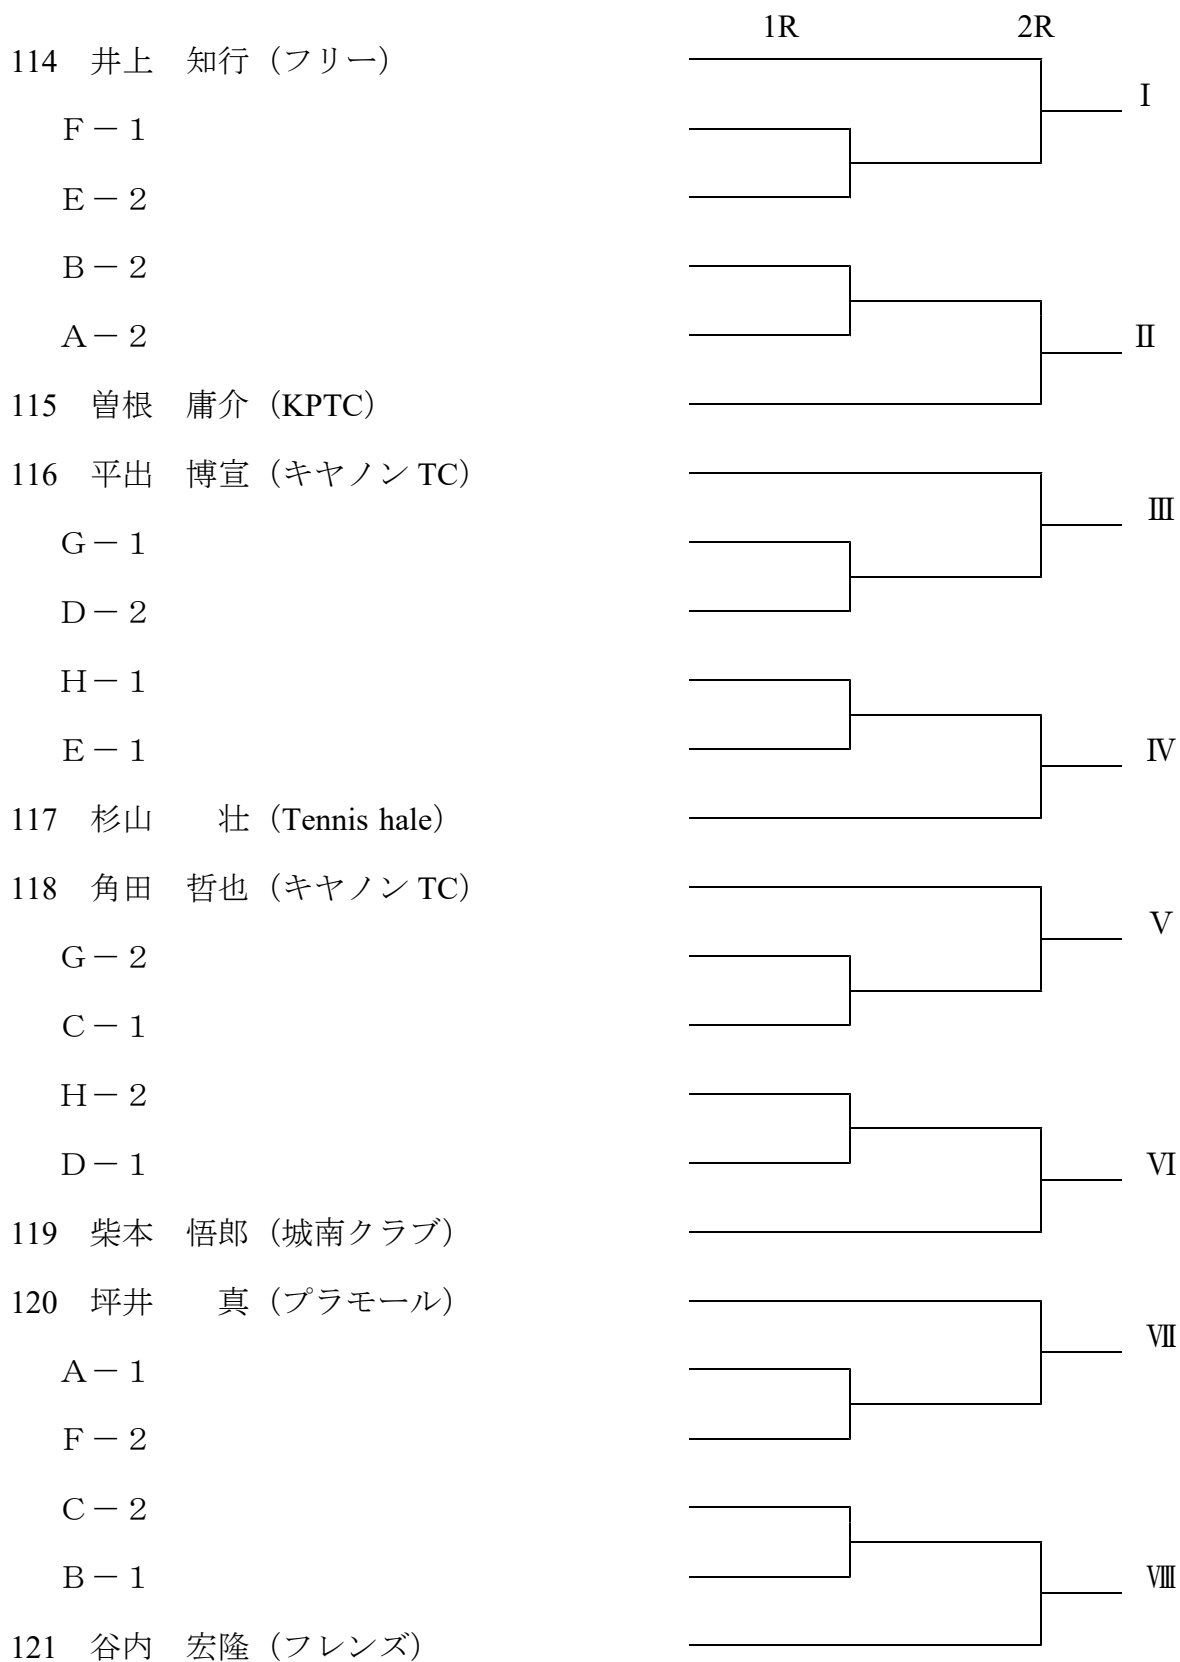 1R 2R
114 井上 知行（フリー）
Ⅰ
F－1
E－2
B－2
A－2
Ⅱ
115 曽根 庸介（KPTC）
116 平出 博宣（キヤノン TC）
Ⅲ
G－1
D－2
H－1
E－1
Ⅳ
117 杉山 壮（Tennis hale）
118 角田 哲也（キヤノン TC）
Ⅴ
G－2
C－1
H－2
D－1
Ⅵ
119 柴本 悟郎（城南クラブ）
120 坪井 真（プラモール）
Ⅶ
A－1
F－2
C－2
B－1
Ⅷ
121 谷内 宏隆（フレンズ）